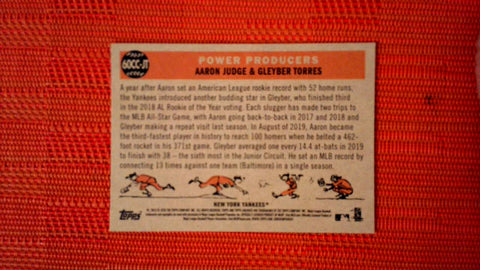 60CC-JT
POWER PRODUCERS
AARON JUDGE & GLEYBER TORRES
A year after Aaron set an American League rookie record with 52 home runs,
the Yankees introduced another budding star in Gleyber, who finished third
in the 2018 AL Rookie of the Year voting. Each slugger has made two trips to
the MLB All-Star Game, with Aaron going back-to-back in 2017 and 2018 and
Gleyber making a repeat visit last season. In August of 2019, Aaron became
the third-fastest player in history to reach 100 homers when he belted a 462-
foot rocket in his 371st game. Gleyber averaged one every 14.4 at-bats in 2019
to finish with 38 – the sixth most in the Junior Circuit. He set an MLB record by
connecting 13 times against one team (Baltimore) in a single season.
NEW YORK YANKEES
TOPPS